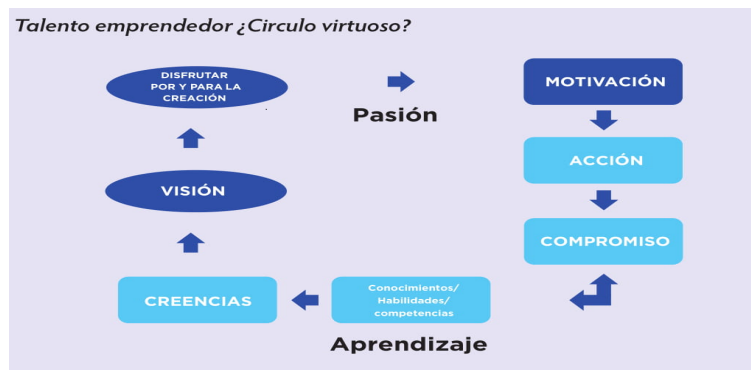 Talento emprendedor ¿Circulo virtuoso?
DISFRUTAR
POR Y PARA LA
CREACIÓN
Pasión
MOTIVACIÓN
ACCIÓN
VISIÓN
COMPROMISO
CREENCIAS
Conocimientos/
Habilidades/
competencias
Aprendizaje